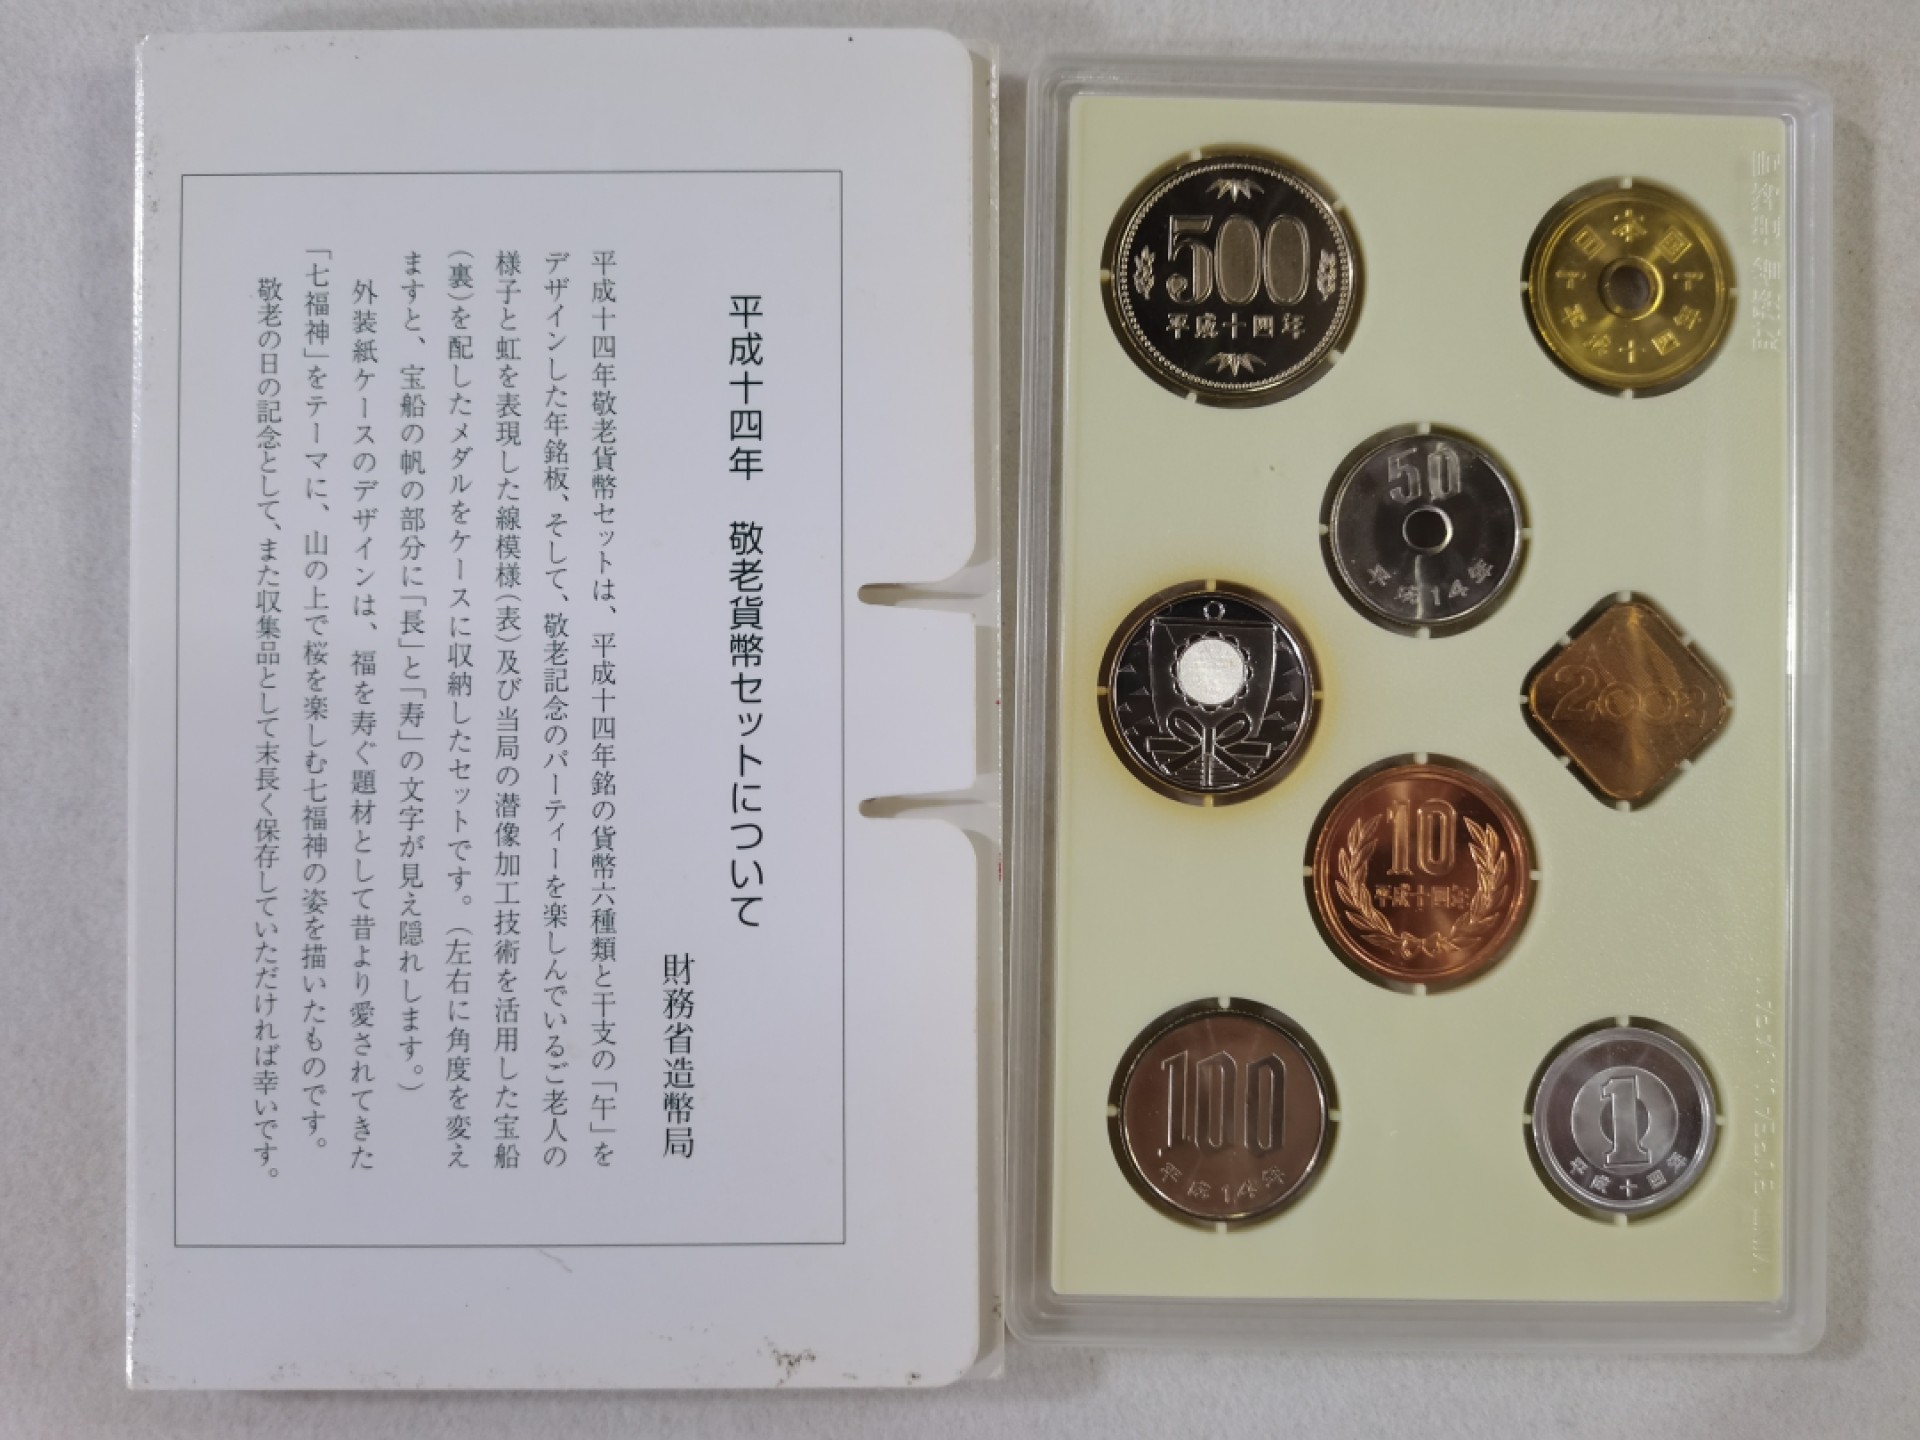 平成十四年　敬老貨幣セットについて
財務省造幣局
平成十四年敬老貨幣セットは、平成十四年銘の貨幣六種類と干支の「午」を
デザインした年銘板、そして、敬老記念のパーティーを楽しんでいるご老人の
様子と虹を表現した線模様（表）及び当局の潜像加工技術を活用した宝船
（裏）を配したメダルをケースに収納したセットです。（左右に角度を変え
ますと、宝船の帆の部分に「長」と「寿」の文字が見え隠れします。）
外装紙ケースのデザインは、福を寿ぐ題材として昔より愛されてきた
「七福神」をテーマに、山の上で桜を楽しむ七福神の姿を描いたものです。
敬老の日の記念として、また収集品として末長く保存していただければ幸いです。
500
平成十四年
日本国
平成十四年
50
平成14年
2002
10
平成十四年
100
平成14年
1
平成十四年
財務省 造幣局